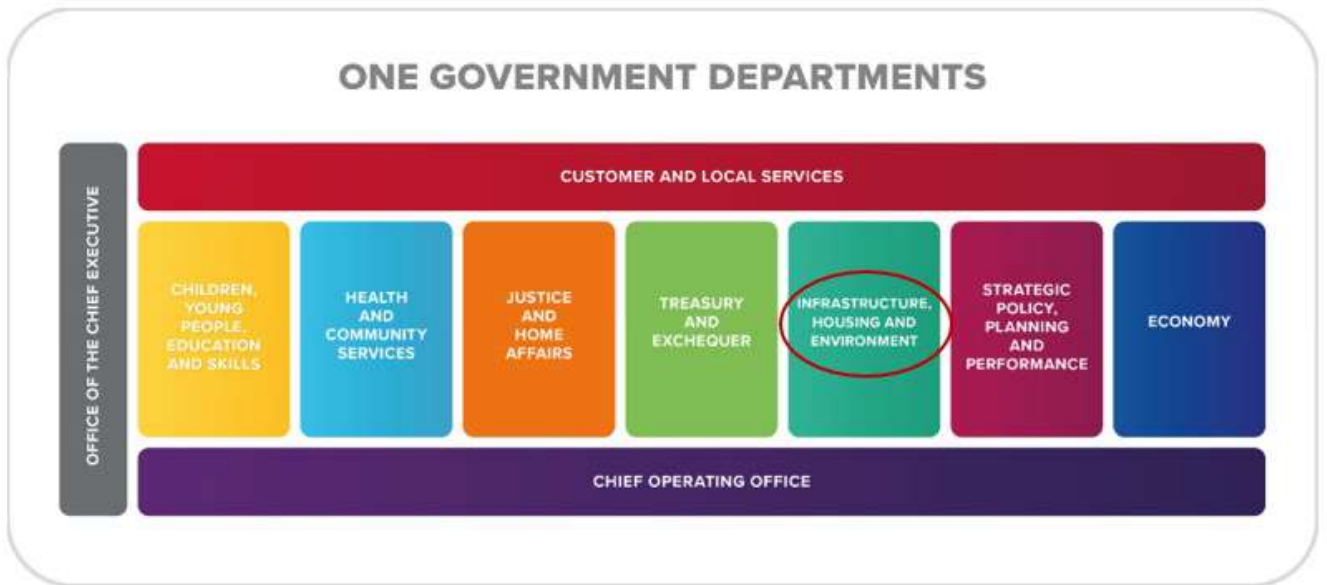 ONE GOVERNMENT DEPARTMENTS
OFFICE OF THE CHIEF EXECUTIVE
CUSTOMER AND LOCAL SERVICES
CHILDREN,
YOUNG
PEOPLE,
EDUCATION
AND SKILLS
HEALTH
AND
COMMUNITY
SERVICES
JUSTICE
AND
HOME
AFFAIRS
TREASURY
AND
EXCHEQUER
INFRASTRUCTURE,
HOUSING AND
ENVIRONMENT
STRATEGIC
POLICY,
PLANNING
AND
PERFORMANCE
ECONOMY
CHIEF OPERATING OFFICE